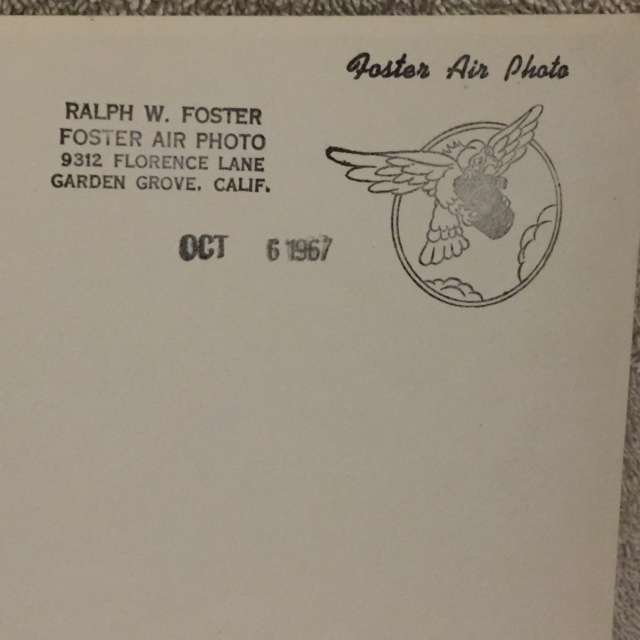 Foster Air Photo
RALPH W. FOSTER
FOSTER AIR PHOTO
9312 FLORENCE LANE
GARDEN GROVE, CALIF.
OCT 6 1967